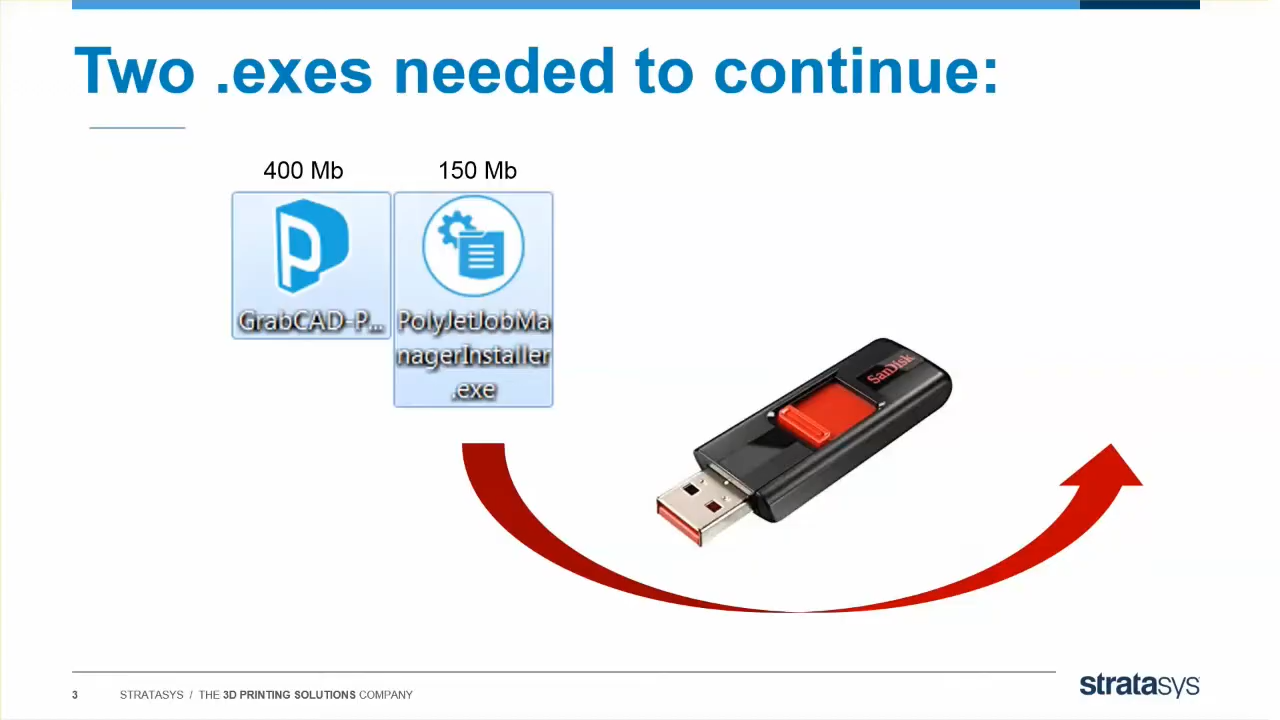 Two .exes needed to continue:
400 Mb
150 Mb
GrabCAD-P...
PolyJetJobMa
nagerInstaller
.exe
SanDisk
3
STRATASYS / THE 3D PRINTING SOLUTIONS COMPANY
stratasys